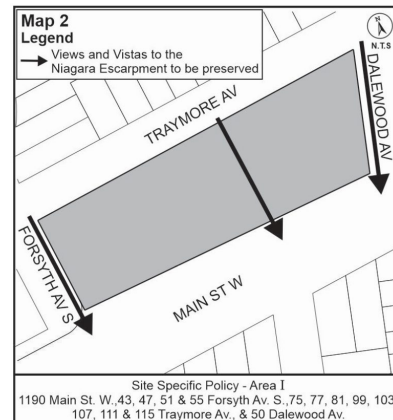 Map 2
Legend
Views and Vistas to the
Niagara Escarpment to be preserved
N
N.T.S
TRAYMORE AV
DALEWOOD AV
FORSYTH AV S
MAIN ST W
Site Specific Policy - Area I
1190 Main St. W.,43, 47, 51 & 55 Forsyth Av. S.,75, 77, 81, 99, 103
107, 111 & 115 Traymore Av., & 50 Dalewood Av.